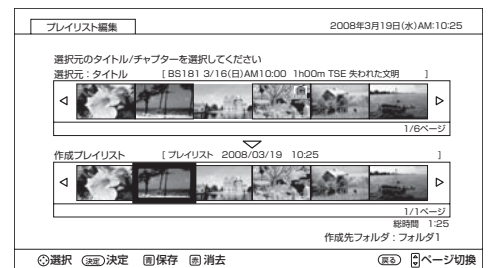 プレイリスト編集 2008年3月19日(水)AM:10:25
選択元のタイトル/チャプターを選択してください
選択元：タイトル [ BS181 3/16(日)AM10:00 1h00m TSE 失われた文明 ]
1/6ページ
作成プレイリスト [ プレイリスト 2008/03/19 10:25 ]
1/1ページ
総時間 1:25
作成先フォルダ：フォルダ1
選択 決定 決定 青 保存 赤 消去 戻る ページ切換